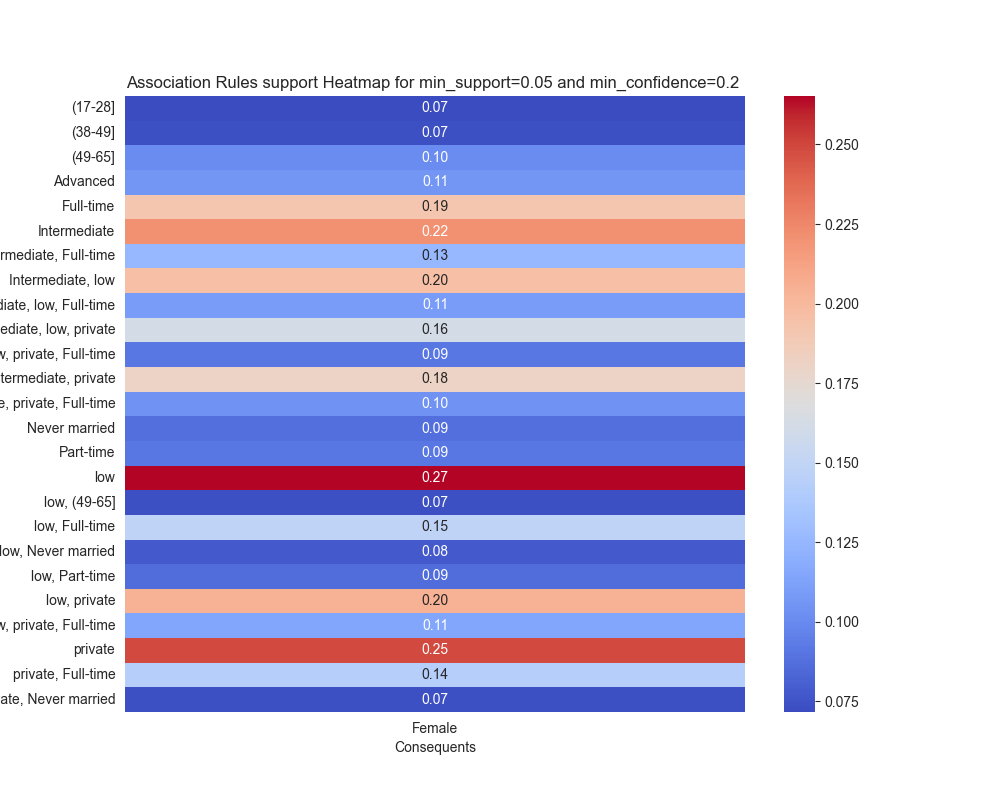 Association Rules support Heatmap for min_support=0.05 and min_confidence=0.2
(17-28] 0.07
(38-49] 0.07
(49-65] 0.10
Advanced 0.11
Full-time 0.19
Intermediate 0.22
rmediate, Full-time 0.13
Intermediate, low 0.20
diate, low, Full-time 0.11
ediate, low, private 0.16
w, private, Full-time 0.09
termediate, private 0.18
e, private, Full-time 0.10
Never married 0.09
Part-time 0.09
low 0.27
low, (49-65] 0.07
low, Full-time 0.15
low, Never married 0.08
low, Part-time 0.09
low, private 0.20
w, private, Full-time 0.11
private 0.25
private, Full-time 0.14
ate, Never married 0.07
Female
Consequents
0.250
0.225
0.200
0.175
0.150
0.125
0.100
0.075